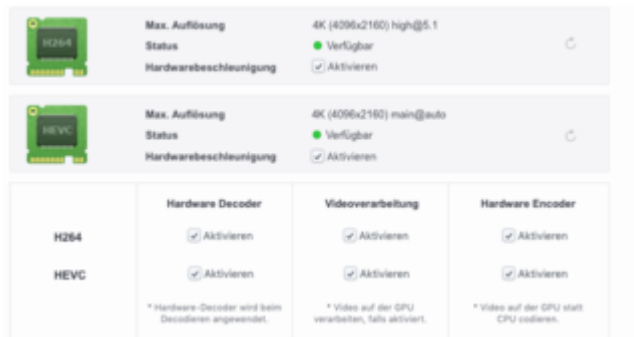 H264
Max. Auflösung 4K (4096x2160) high@5.1
Status Verfügbar
Hardwarebeschleunigung Aktivieren
HEVC
Max. Auflösung 4K (4096x2160) main@auto
Status Verfügbar
Hardwarebeschleunigung Aktivieren
Hardware Decoder Videoverarbeitung Hardware Encoder
H264 Aktivieren Aktivieren Aktivieren
HEVC Aktivieren Aktivieren Aktivieren
* Hardware-Decoder wird beim Decodieren angewendet.
* Video auf der GPU verarbeiten, falls aktiviert.
* Video auf der GPU statt CPU codieren.